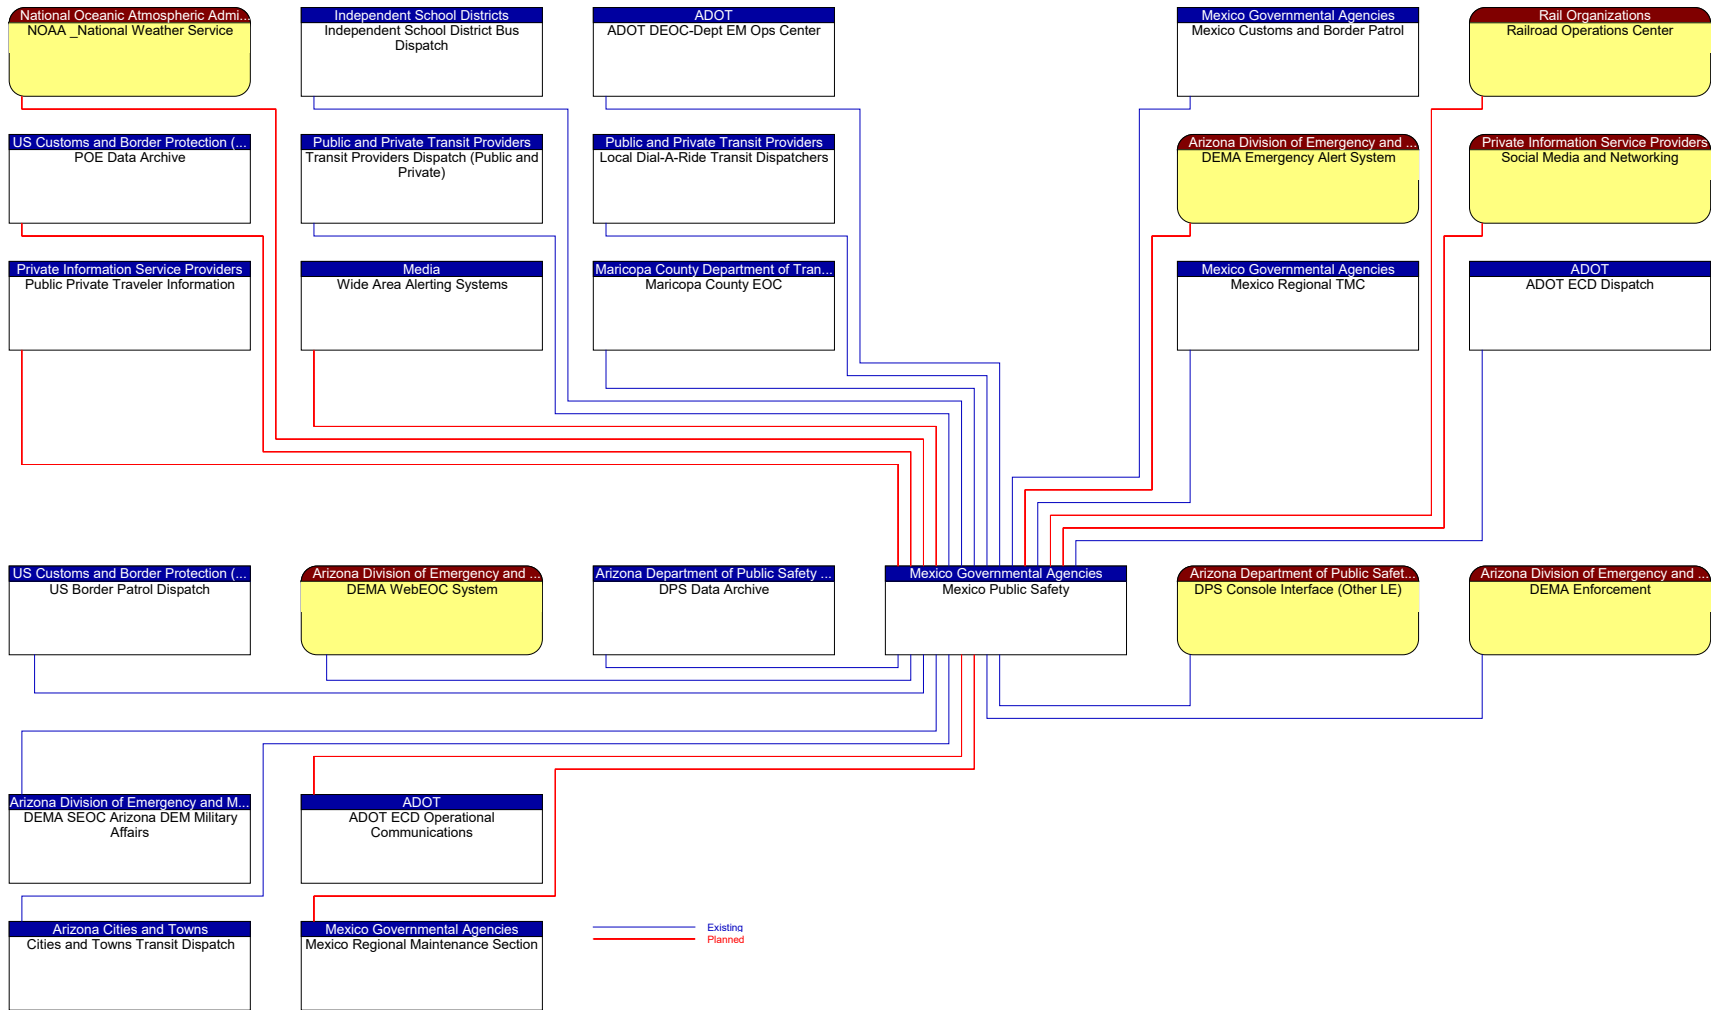 National Oceanic Atmospheric Admi...
NOAA _National Weather Service
Independent School Districts
Independent School District Bus
Dispatch
ADOT
ADOT DEOC-Dept EM Ops Center
Mexico Governmental Agencies
Mexico Customs and Border Patrol
Rail Organizations
Railroad Operations Center
US Customs and Border Protection (...
POE Data Archive
Public and Private Transit Providers
Transit Providers Dispatch (Public and
Private)
Public and Private Transit Providers
Local Dial-A-Ride Transit Dispatchers
Arizona Division of Emergency and ...
DEMA Emergency Alert System
Private Information Service Providers
Social Media and Networking
Private Information Service Providers
Public Private Traveler Information
Media
Wide Area Alerting Systems
Maricopa County Department of Tran...
Maricopa County EOC
Mexico Governmental Agencies
Mexico Regional TMC
ADOT
ADOT ECD Dispatch
US Customs and Border Protection (...
US Border Patrol Dispatch
Arizona Division of Emergency and ...
DEMA WebEOC System
Arizona Department of Public Safety ...
DPS Data Archive
Mexico Governmental Agencies
Mexico Public Safety
Arizona Department of Public Safet...
DPS Console Interface (Other LE)
Arizona Division of Emergency and ...
DEMA Enforcement
Arizona Division of Emergency and M...
DEMA SEOC Arizona DEM Military
Affairs
ADOT
ADOT ECD Operational
Communications
Arizona Cities and Towns
Cities and Towns Transit Dispatch
Mexico Governmental Agencies
Mexico Regional Maintenance Section
Existing
Planned